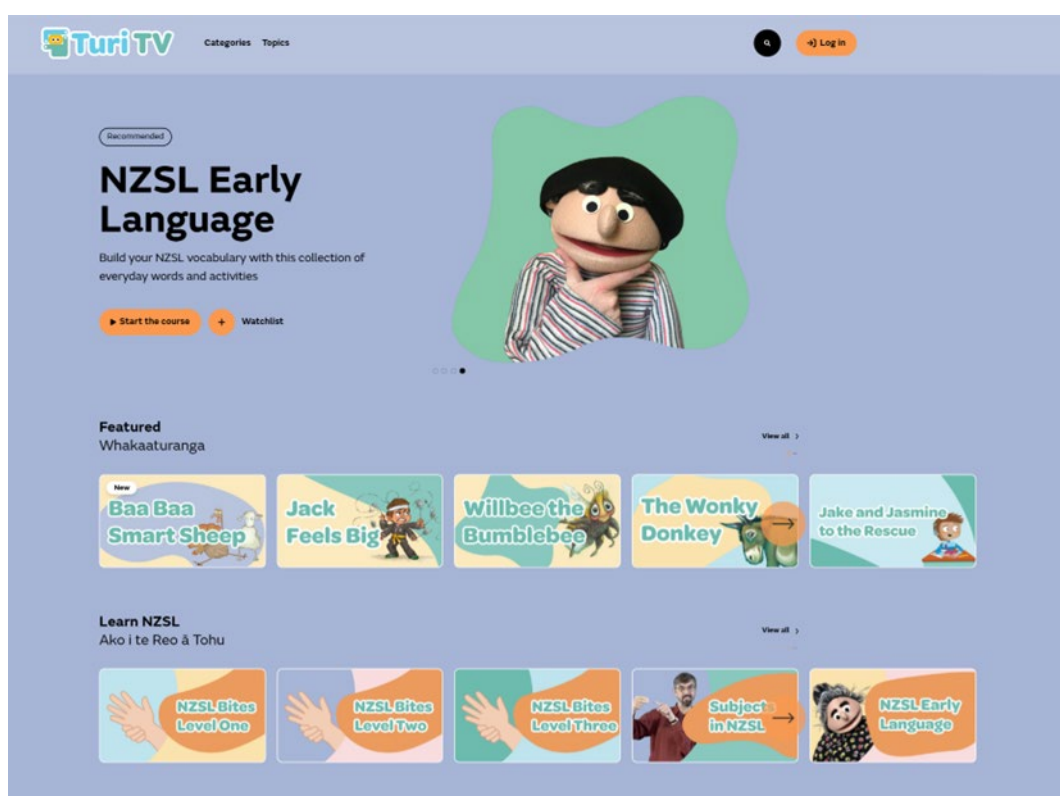 Turi TV
Categories Topics
Log in
Recommended
NZSL Early
Language
Build your NZSL vocabulary with this collection of
everyday words and activities
Start the course
Watchlist
Featured
Whakaaturanga
View all
New
Baa Baa
Smart Sheep
Jack
Feels Big
Willbee the
Bumblebee
The Wonky
Donkey
Jake and Jasmine
to the Rescue
Learn NZSL
Ako i te Reo ā Tohu
View all
NZSL Bites
Level One
NZSL Bites
Level Two
NZSL Bites
Level Three
Subjects
in NZSL
NZSL Early
Language